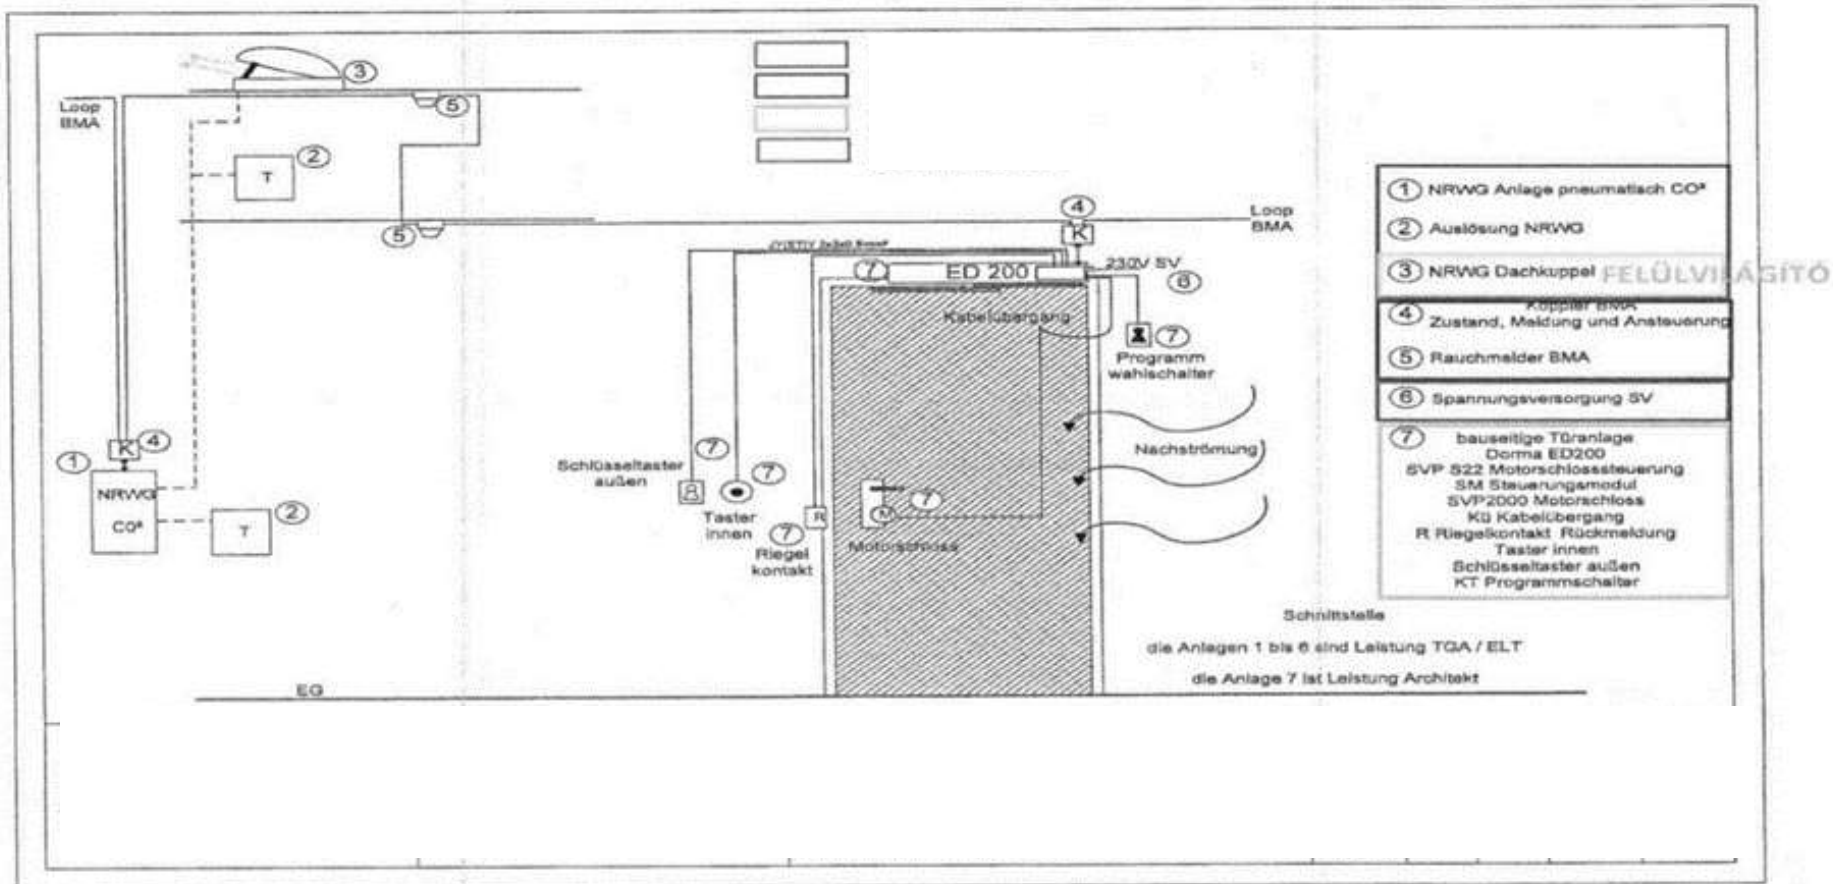 Loop
BMA
3
5
2
T
5
4
K
Loop
BMA
7
ED 200
230V SV
6
Kabelübergang
7
Programm
wahlschalter
1
K
4
NRWG
C0²
2
T
7
Schlüsseltaster
außen
7
Taster
innen
R
7
Riegel
kontakt
7
M
Motorschloss
Nachströmung
EG
1 NRWG Anlage pneumatisch CO²
2 Auslösung NRWG
3 NRWG Dachkuppel
FELÜLVILÁGÍTÓ
4 Koppler BMA
Zustand, Meldung und Ansteuerung
5 Rauchmelder BMA
6 Spannungsversorgung SV
7 bauseitige Türanlage
Dorma ED200
SVP S22 Motorschlosssteuerung
SM Steuerungsmodul
SVP2000 Motorschloss
Kü Kabelübergang
R Riegelkontakt Rückmeldung
Taster innen
Schlüsseltaster außen
KT Programmschalter
Schnittstelle
die Anlagen 1 bis 6 sind Leistung TGA / ELT
die Anlage 7 ist Leistung Architekt